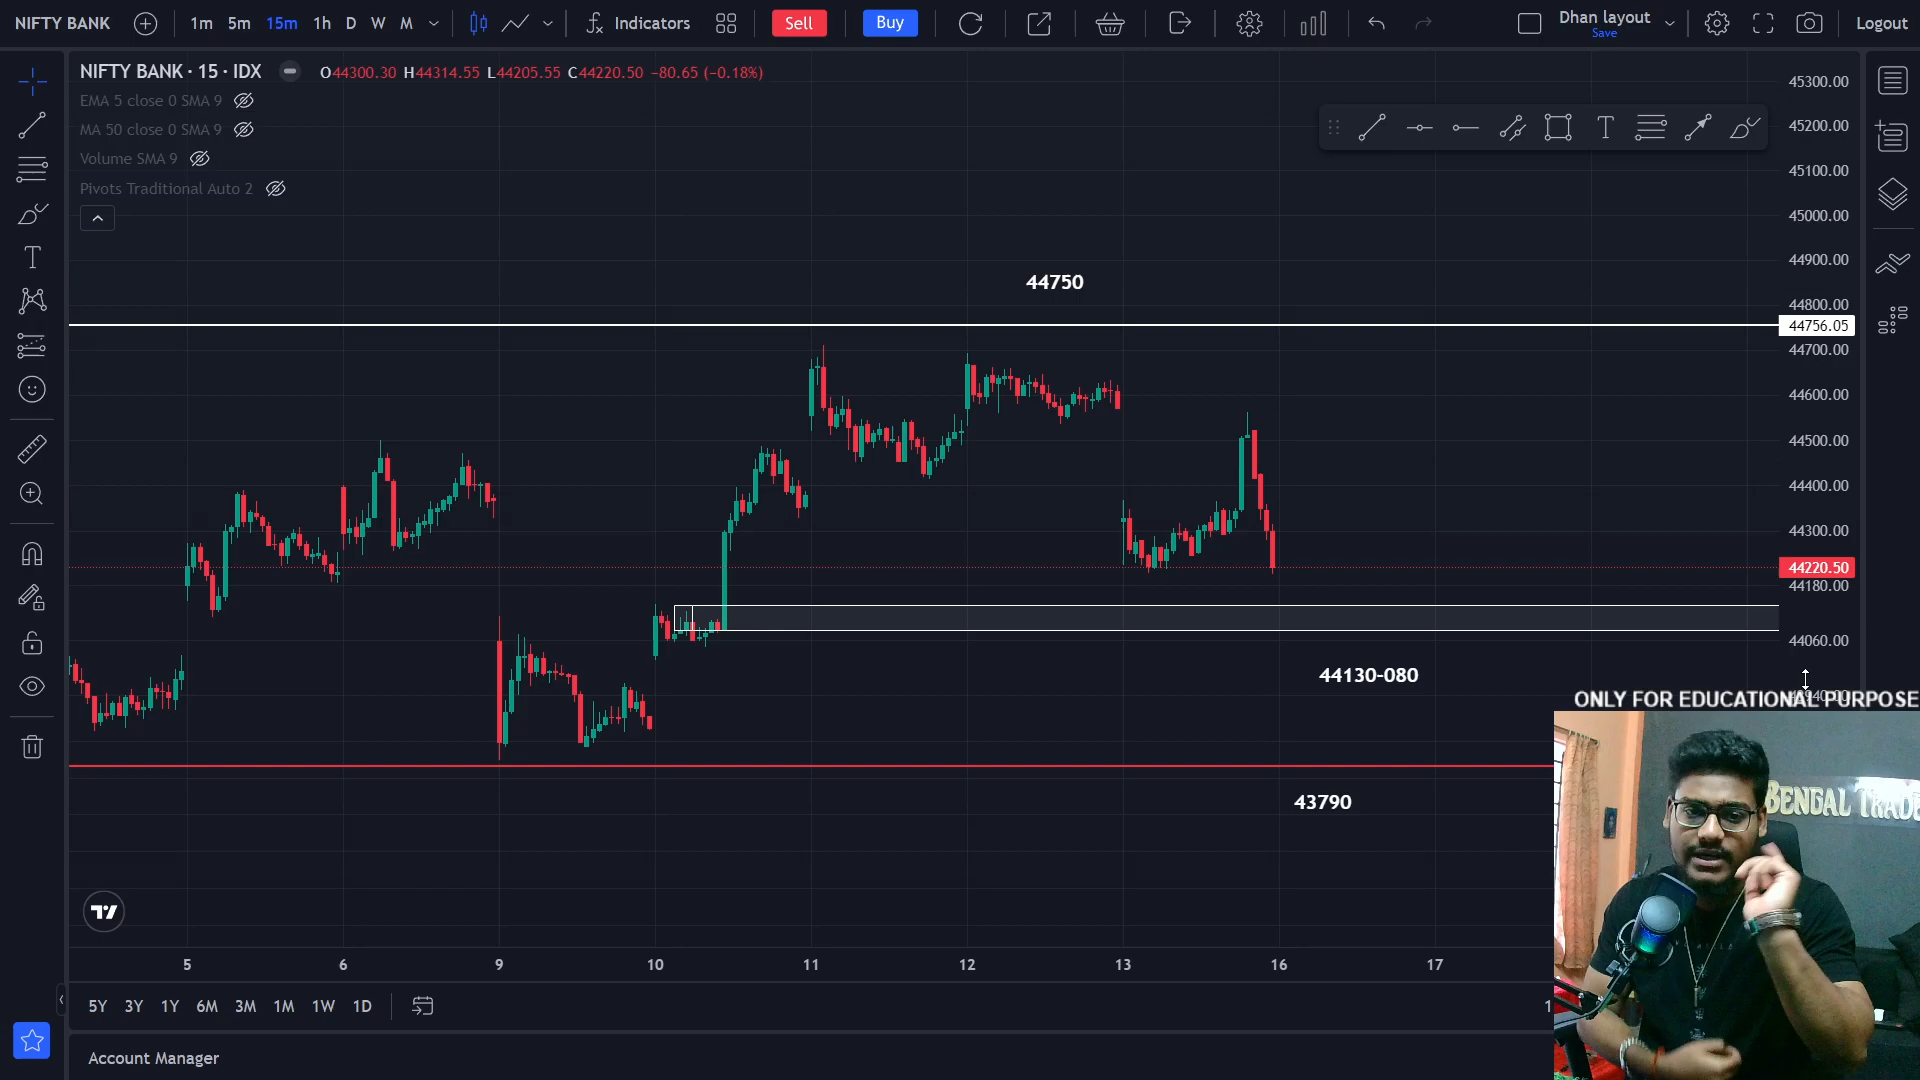 NIFTY BANK 1m 5m 15m 1h D W M Indicators Sell Buy Dhan layout Save Logout
NIFTY BANK · 15 · IDX O44300.30 H44314.55 L44205.55 C44220.50 −80.65 (−0.18%)
EMA 5 close 0 SMA 9
MA 50 close 0 SMA 9
Volume SMA 9
Pivots Traditional Auto 2
45300.00
45200.00
45100.00
45000.00
44900.00
44750
44800.00
44756.05
44700.00
44600.00
44500.00
44400.00
44300.00
44220.50
44180.00
44060.00
44130-080
ONLY FOR EDUCATIONAL PURPOSE
43790
BENGAL TRADE
5 6 9 10 11 12 13 16 17
5Y 3Y 1Y 6M 3M 1M 1W 1D
Account Manager